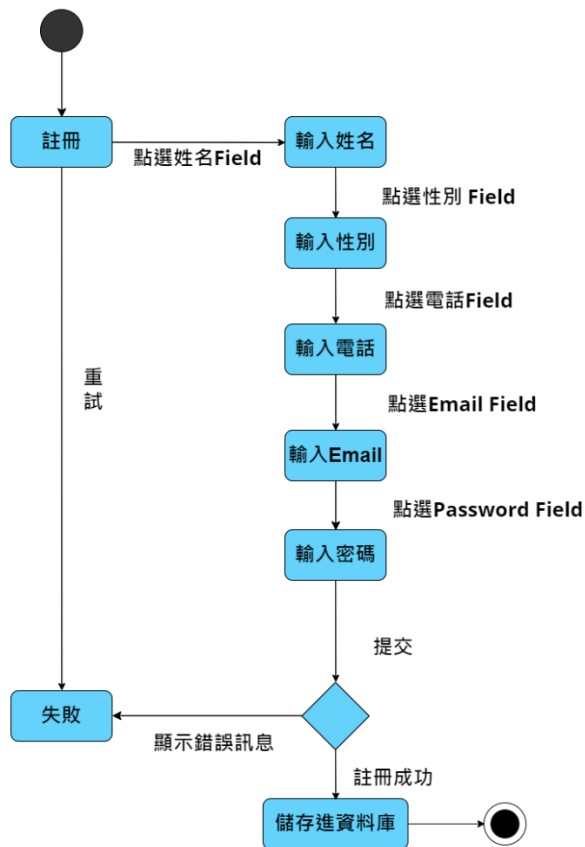 註冊
點選姓名Field
輸入姓名
點選性別 Field
輸入性別
點選電話Field
輸入電話
重
試
點選Email Field
輸入Email
點選Password Field
輸入密碼
提交
失敗
顯示錯誤訊息
註冊成功
儲存進資料庫